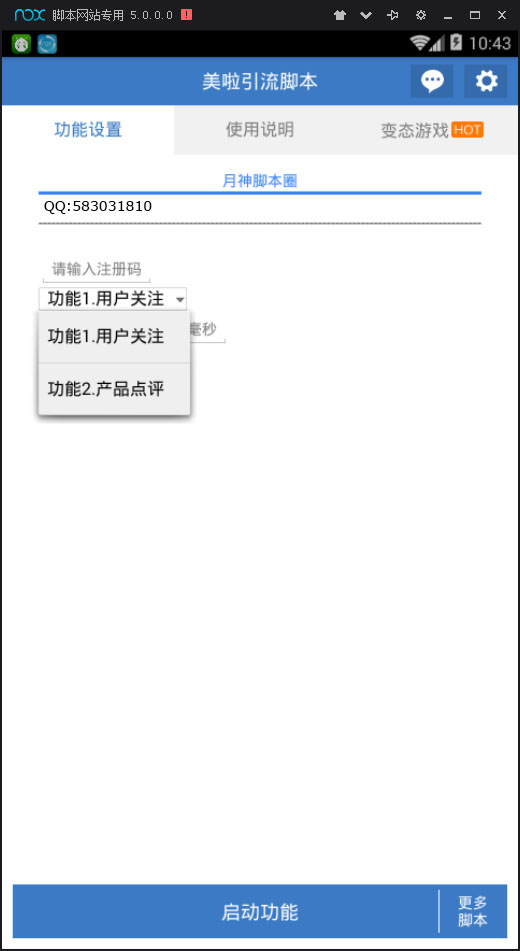 nox 脚本网站专用 5.0.0.0
10:43
美啦引流脚本
功能设置 使用说明 变态游戏 HOT
月神脚本圈
QQ:583031810
请输入注册码
功能1.用户关注
功能1.用户关注 毫秒
功能2.产品点评
启动功能
更多
脚本